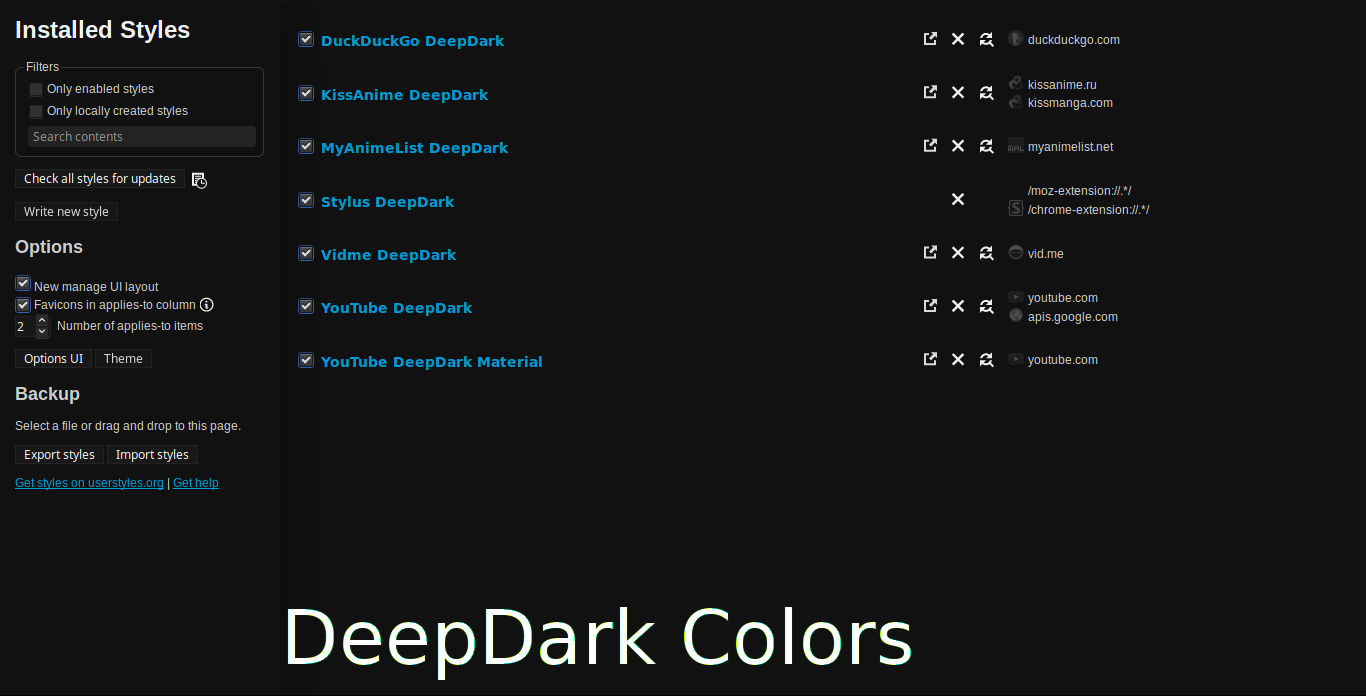 Installed Styles
Filters
Only enabled styles
Only locally created styles
Search contents
Check all styles for updates
Write new style
Options
New manage UI layout
Favicons in applies-to column
2 Number of applies-to items
Options UI Theme
Backup
Select a file or drag and drop to this page.
Export styles Import styles
Get styles on userstyles.org | Get help
DuckDuckGo DeepDark duckduckgo.com
KissAnime DeepDark kissanime.ru
kissmanga.com
MyAnimeList DeepDark myanimelist.net
Stylus DeepDark /moz-extension://.*/
/chrome-extension://.*/
Vidme DeepDark vid.me
YouTube DeepDark youtube.com
apis.google.com
YouTube DeepDark Material youtube.com
DeepDark Colors